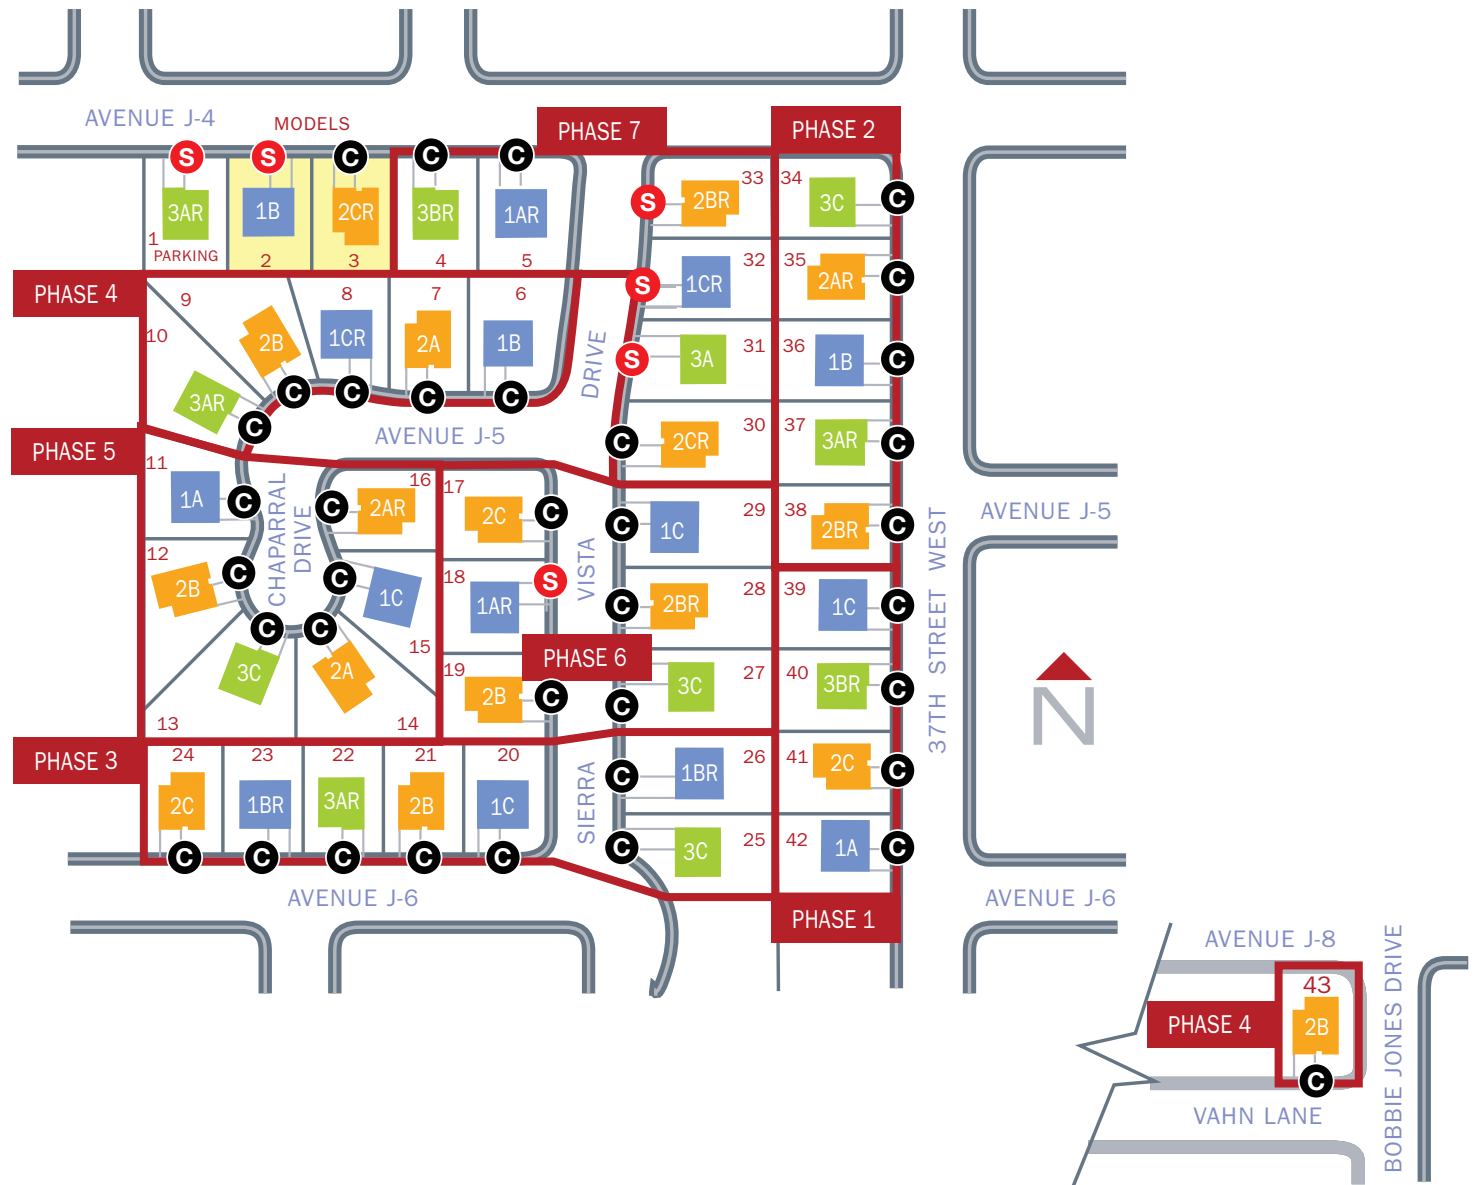 AVENUE J-4
MODELS
PHASE 7
PHASE 2
S
S
C
C
C
3AR
1B
2CR
3BR
1AR
1
PARKING
2
3
4
5
S
2BR
33
34
3C
C
S
1CR
32
35
2AR
C
PHASE 4
9
8
7
6
10
2B
1CR
2A
1B
3AR
C
C
C
C
C
DRIVE
S
3A
31
36
1B
C
AVENUE J-5
C
2CR
30
37
3AR
C
PHASE 5
11
1A
C
CHAPARRAL
DRIVE
16
C
2AR
17
2C
C
C
1C
29
38
2BR
C
AVENUE J-5
12
2B
C
C
1C
15
18
1AR
S
VISTA
C
2BR
28
39
1C
C
37TH STREET WEST
C
C
3C
2A
13
14
19
2B
C
PHASE 6
C
3C
27
40
3BR
C
N
PHASE 3
24
23
22
21
20
2C
1BR
3AR
2B
1C
C
C
C
C
C
SIERRA
C
1BR
26
41
2C
C
C
3C
25
42
1A
C
AVENUE J-6
PHASE 1
AVENUE J-6
AVENUE J-8
43
PHASE 4
2B
C
VAHN LANE
BOBBIE JONES DRIVE